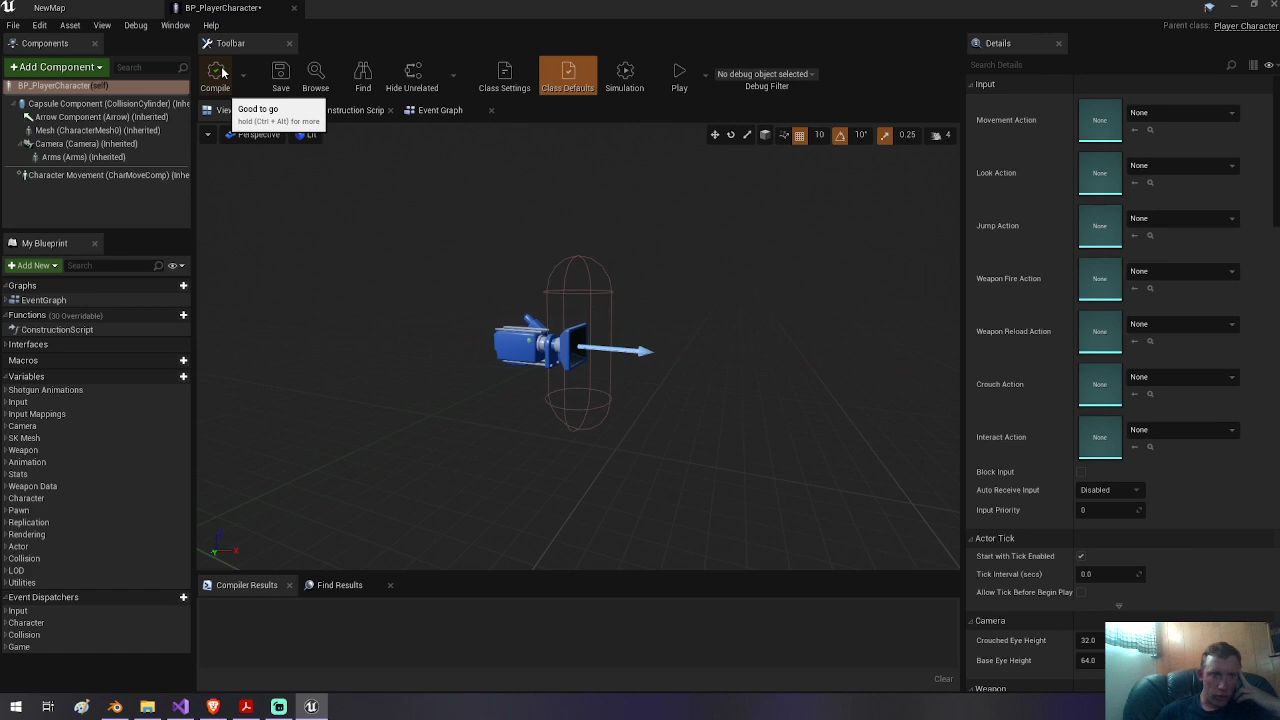 NewMap
BP_PlayerCharacter*
File Edit Asset View Debug Window Help
Parent class: Player Character
Components
Toolbar
Details
+Add Component
Search
Compile
Save
Browse
Find
Hide Unrelated
Class Settings
Class Defaults
Simulation
Play
No debug object selected
Debug Filter
Search Details
BP_PlayerCharacter(self)
Capsule Component (CollisionCylinder) (Inhe
Arrow Component (Arrow) (Inherited)
Mesh (CharacterMesh0) (Inherited)
Camera (Camera) (Inherited)
Arms (Arms) (Inherited)
Character Movement (CharMoveComp) (Inhe
Good to go
hold (Ctrl + Alt) for more
View
onstruction Scrip
Event Graph
Perspective
Lit
10
10°
0.25
4
My Blueprint
+Add New
Search
Graphs
EventGraph
Functions (30 Overridable)
ConstructionScript
Interfaces
Macros
Variables
Shotgun Animations
Input
Input Mappings
Camera
SK Mesh
Weapon
Animation
Stats
Weapon Data
Character
Pawn
Replication
Rendering
Actor
Collision
LOD
Utilities
Event Dispatchers
Input
Character
Collision
Game
Z
X
Compiler Results
Find Results
Clear
Input
Movement Action None None
Look Action None None
Jump Action None None
Weapon Fire Action None None
Weapon Reload Action None None
Crouch Action None None
Interact Action None None
Block Input
Auto Receive Input Disabled
Input Priority 0
Actor Tick
Start with Tick Enabled
Tick Interval (secs) 0.0
Allow Tick Before Begin Play
Camera
Crouched Eye Height 32.0
Base Eye Height 64.0
Weapon